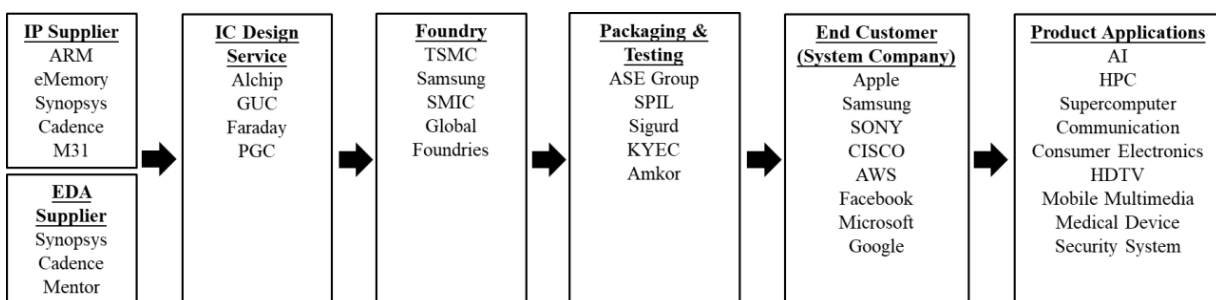 IP Supplier
ARM
eMemory
Synopsys
Cadence
M31
EDA
Supplier
Synopsys
Cadence
Mentor
IC Design
Service
Alchip
GUC
Faraday
PGC
Foundry
TSMC
Samsung
SMIC
Global
Foundries
Packaging &
Testing
ASE Group
SPIL
Sigurd
KYEC
Amkor
End Customer
(System Company)
Apple
Samsung
SONY
CISCO
AWS
Facebook
Microsoft
Google
Product Applications
AI
HPC
Supercomputer
Communication
Consumer Electronics
HDTV
Mobile Multimedia
Medical Device
Security System